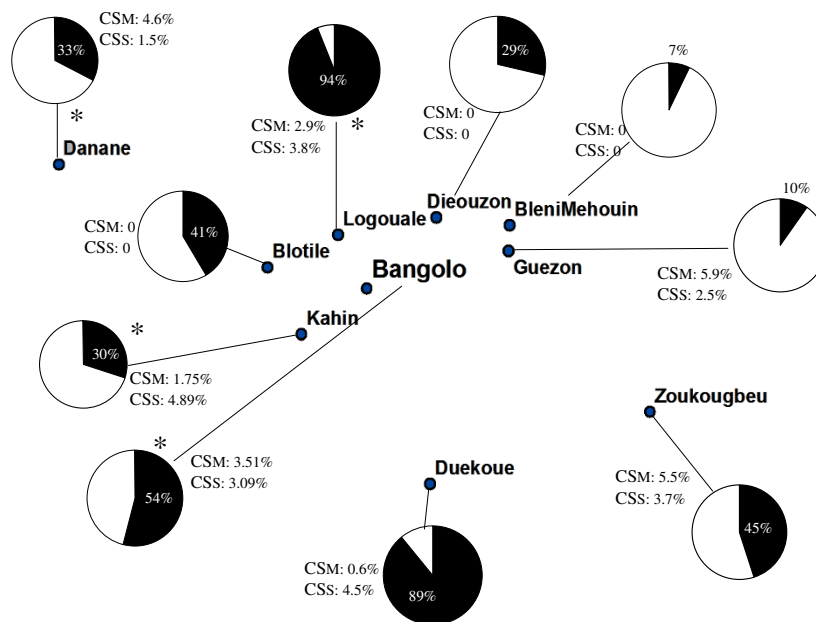 CSM: 4.6%
CSS: 1.5%
33%
*
Danane
94%
CSM: 2.9%
CSS: 3.8%
*
Logouale
29%
CSM: 0
CSS: 0
Dieouzon
7%
CSM: 0
CSS: 0
BleniMehouin
10%
CSM: 5.9%
CSS: 2.5%
Guezon
CSM: 0
CSS: 0
41%
Blotile
Bangolo
Kahin
30%
*
CSM: 1.75%
CSS: 4.89%
54%
*
CSM: 3.51%
CSS: 3.09%
Duekoue
CSM: 0.6%
CSS: 4.5%
89%
Zoukougbeu
CSM: 5.5%
CSS: 3.7%
45%